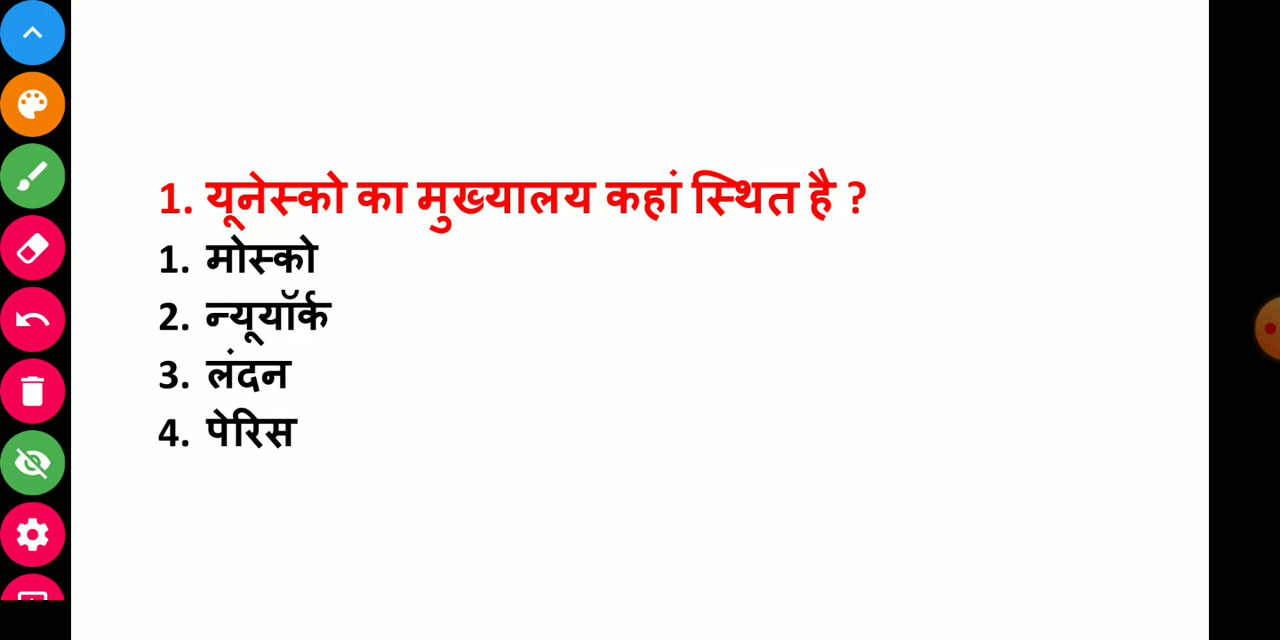 1. यूनेस्को का मुख्यालय कहां स्थित है ?
1. मोस्को
2. न्यूयॉर्क
3. लंदन
4. पेरिस